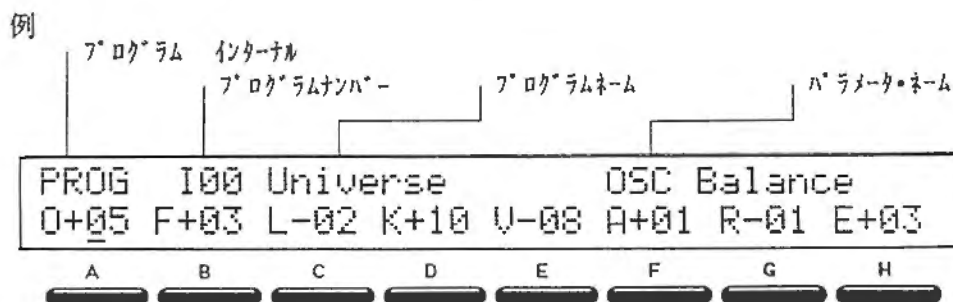 例
プログラム インターナル
プログラムナンバー プログラムネーム パラメータ・ネーム
PROG I00 Universe OSC Balance
O+05 F+03 L-02 K+10 V-08 A+01 R-01 E+03
A B C D E F G H